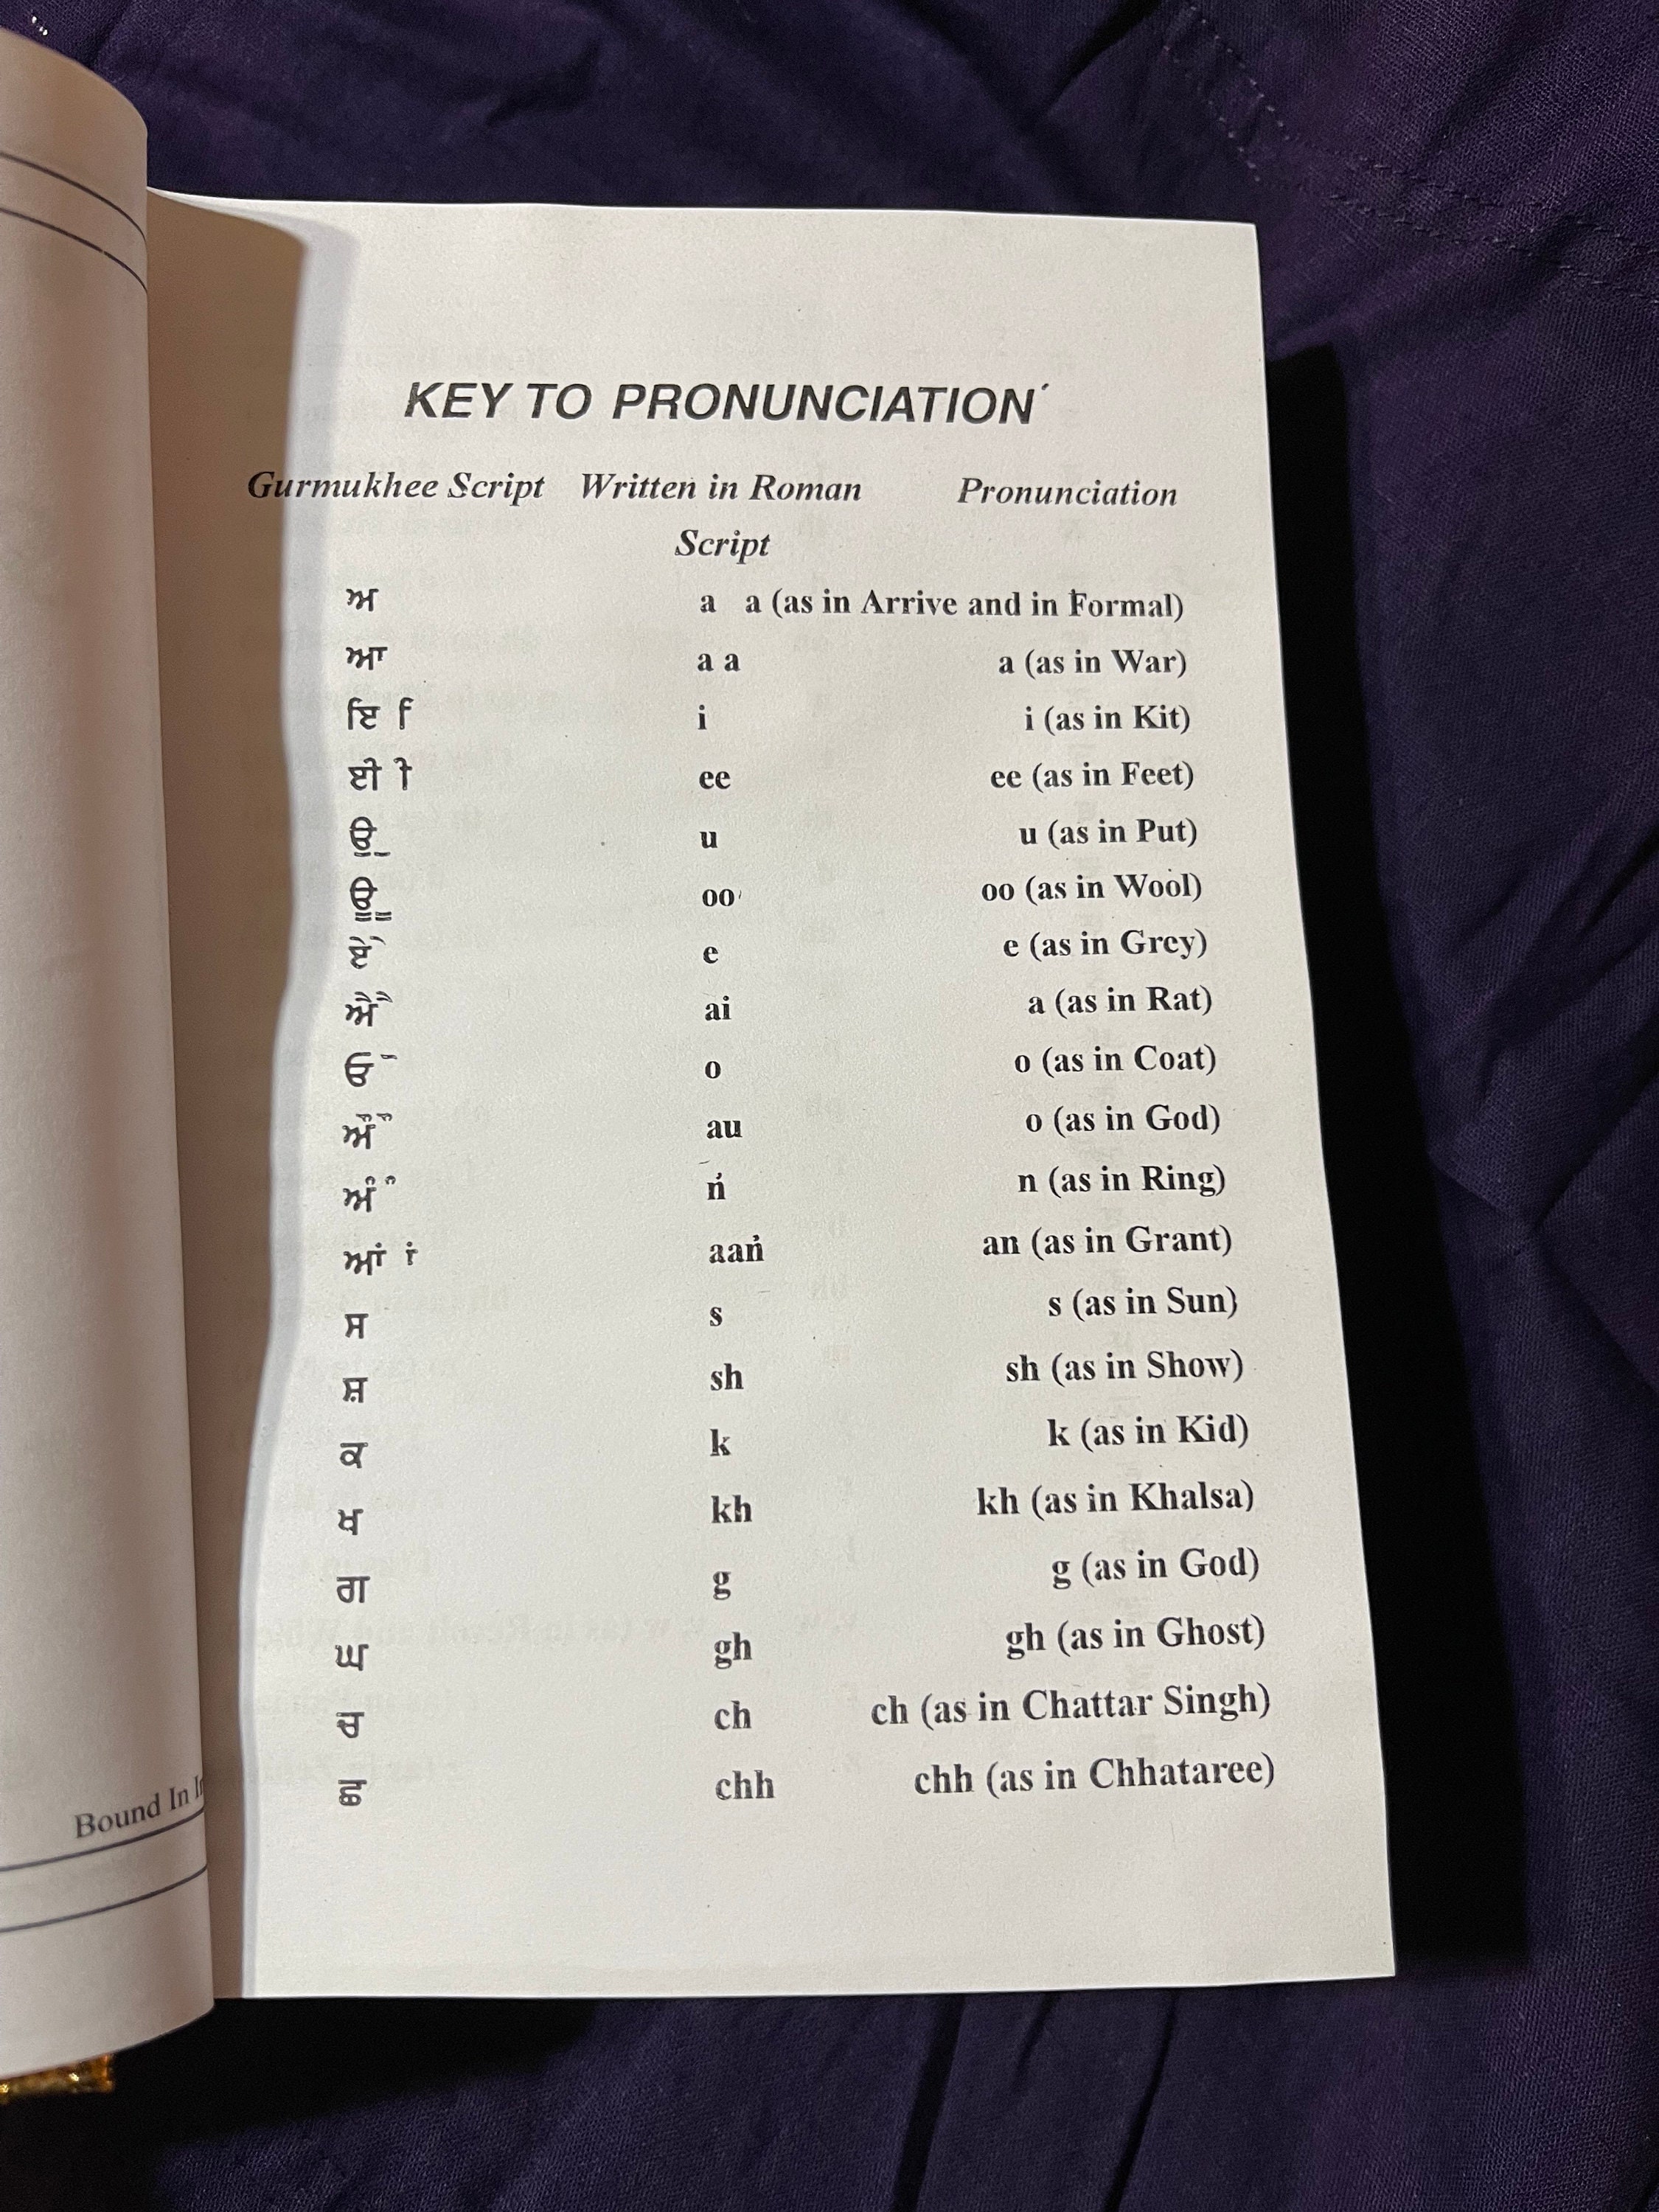 KEY TO PRONUNCIATION
Gurmukhee Script Written in Roman Pronunciation
Script
ਅ a a (as in Arrive and in Formal)
ਆ a a a (as in War)
ਇ ਿ i i (as in Kit)
ਈ ੀ ee ee (as in Feet)
ਉ ੁ u u (as in Put)
ਊ ੂ oo oo (as in Wool)
ਏ ੇ e e (as in Grey)
ਐ ੈ ai a (as in Rat)
ਓ ੋ o o (as in Coat)
ਔ ੌ au o (as in God)
ਅੰ ੰ ń n (as in Ring)
ਆਂ ਾਂ aań an (as in Grant)
ਸ s s (as in Sun)
ਸ਼ sh sh (as in Show)
ਕ k k (as in Kid)
ਖ kh kh (as in Khalsa)
ਗ g g (as in God)
ਘ gh gh (as in Ghost)
ਚ ch ch (as in Chattar Singh)
ਛ chh chh (as in Chhataree)
Bound In